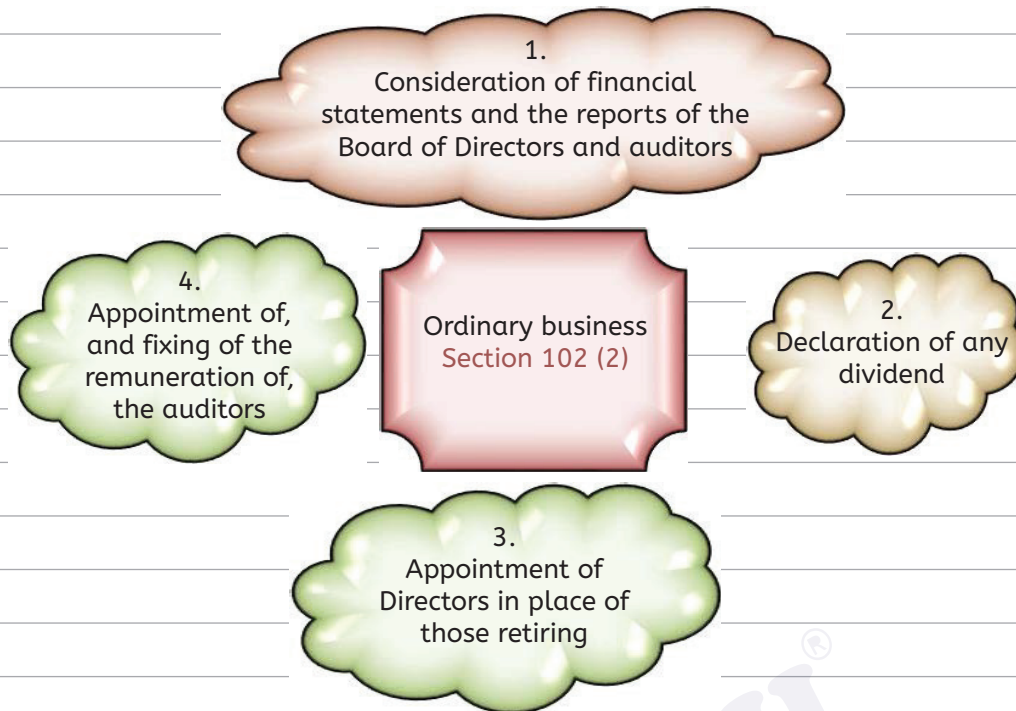 1.
Consideration of financial
statements and the reports of the
Board of Directors and auditors
4.
Appointment of,
and fixing of the
remuneration of,
the auditors
Ordinary business
Section 102 (2)
2.
Declaration of any
dividend
3.
Appointment of
Directors in place of
those retiring
®